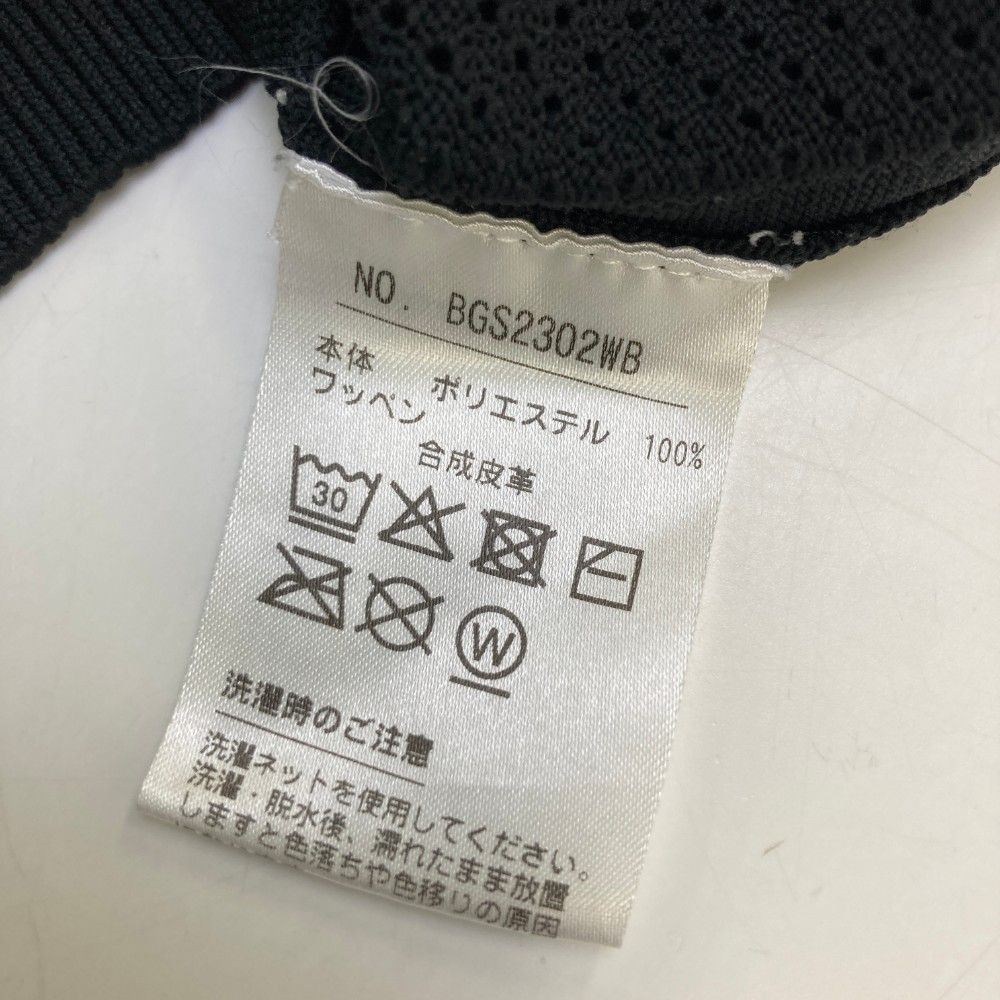 NO. BGS2302WB
本体 ポリエステル 100%
ワッペン 合成皮革
30
W
洗濯時のご注意
洗濯ネットを使用してください。
洗濯・脱水後、濡れたまま放置
しますと色落ちや色移りの原因